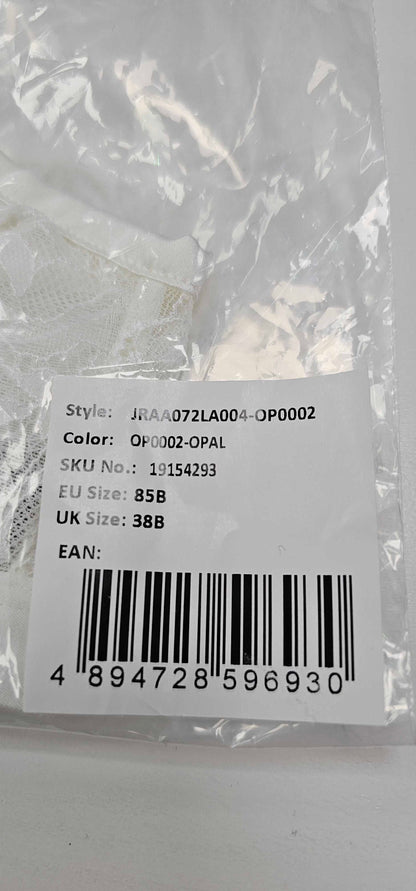 Style: JRAA072LA004-OP0002
Color: OP0002-OPAL
SKU No.: 19154293
EU Size: 85B
UK Size: 38B
EAN:
4 894728 596930